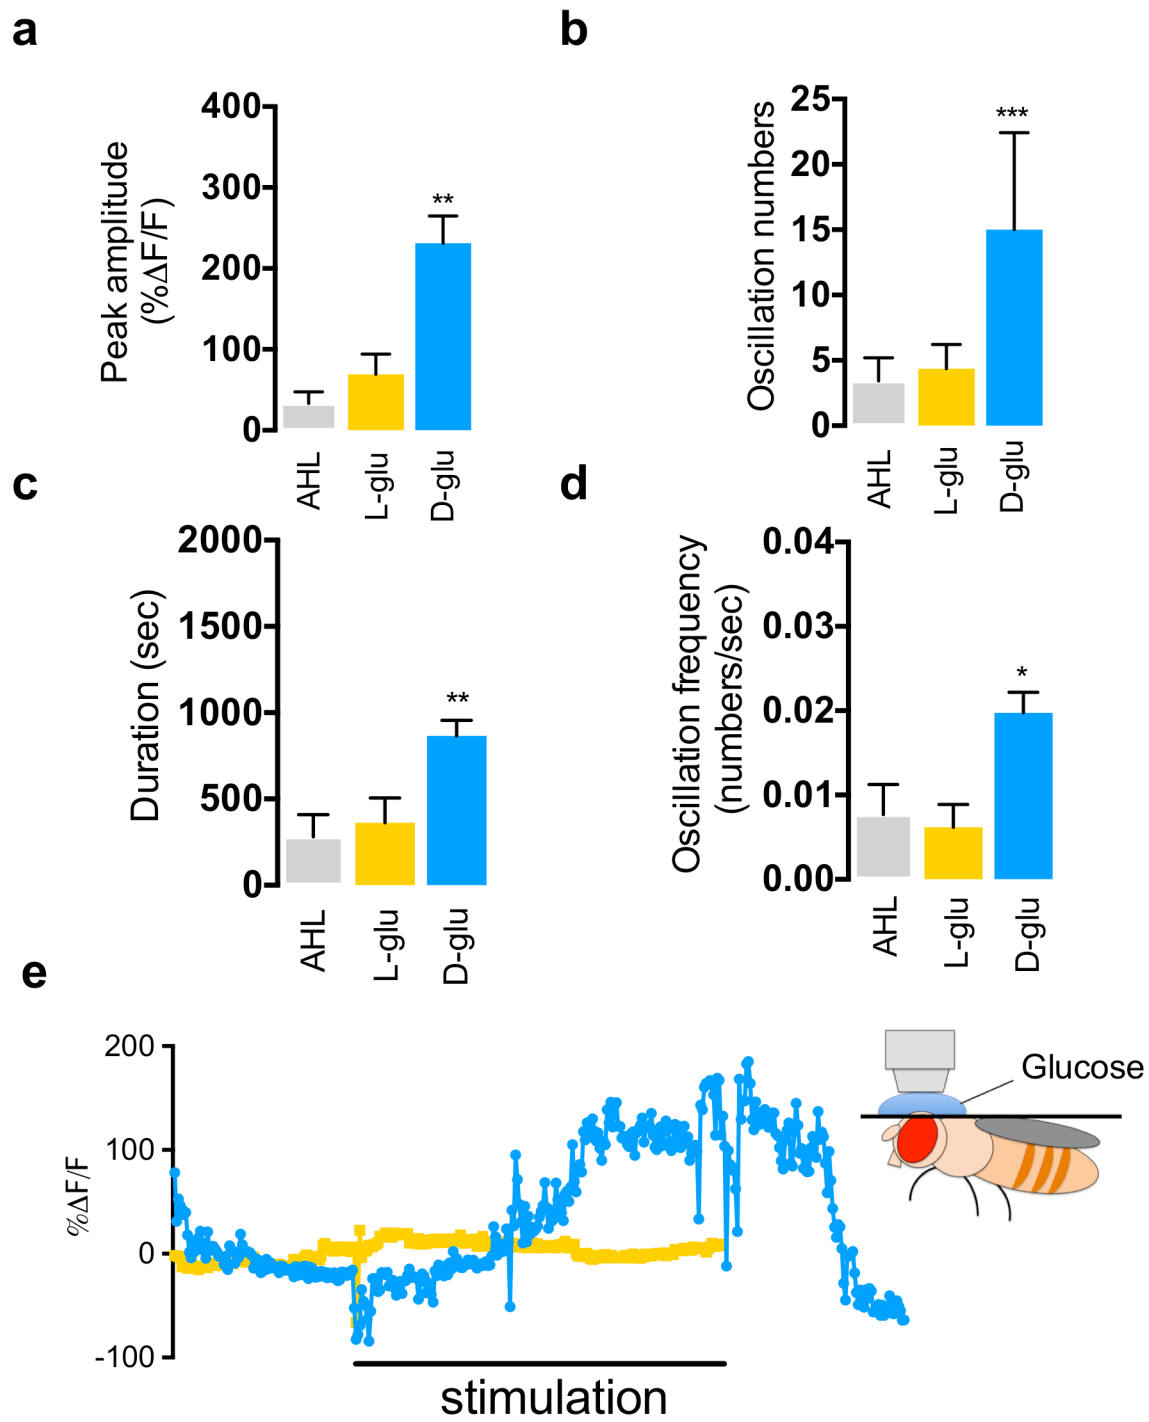 a
b
400
300
200
100
0
Peak amplitude
(%ΔF/F)
**
AHL
L-glu
D-glu
25
20
15
10
5
0
Oscillation numbers
***
AHL
L-glu
D-glu
c
d
2000
1500
1000
500
0
Duration (sec)
**
AHL
L-glu
D-glu
0.04
0.03
0.02
0.01
0.00
Oscillation frequency
(numbers/sec)
*
AHL
L-glu
D-glu
e
200
100
0
-100
%ΔF/F
stimulation
Glucose